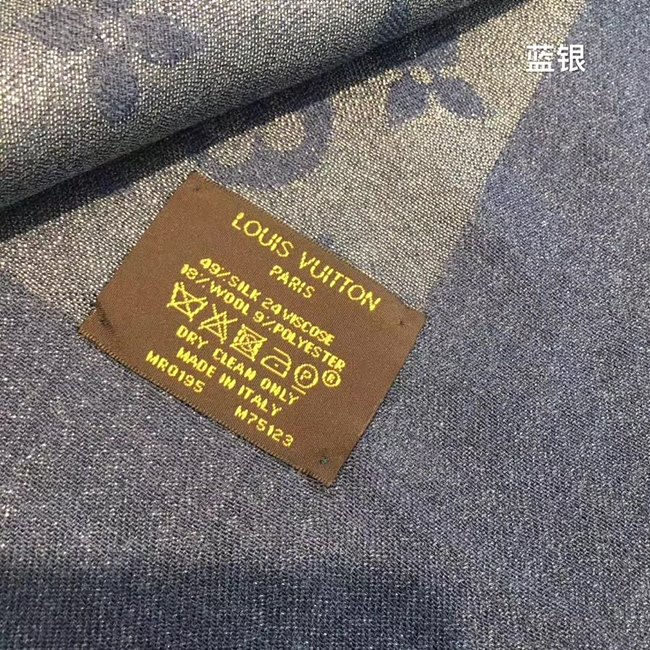 蓝银
LOUIS VUITTON
PARIS
49/SILK 24 VISCOSE
18/WOOL 9/POLYESTER
P®
DRY CLEAN ONLY
MADE IN ITALY
MR0195 M75123